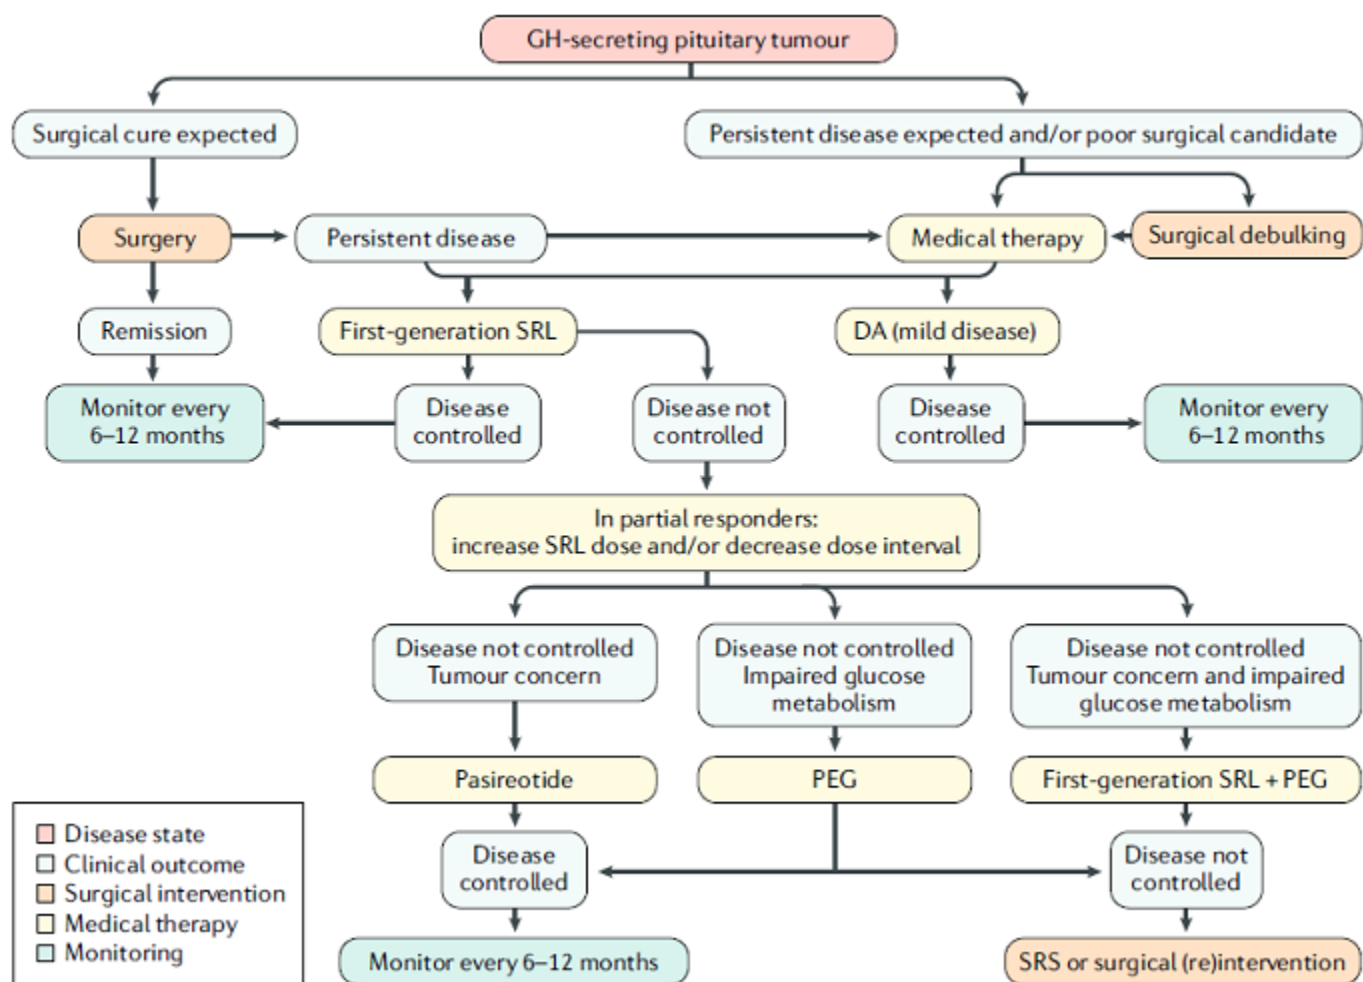 GH-secreting pituitary tumour
Surgical cure expected
Persistent disease expected and/or poor surgical candidate
Surgery
Persistent disease
Medical therapy
Surgical debulking
Remission
First-generation SRL
DA (mild disease)
Monitor every
6–12 months
Disease
controlled
Disease not
controlled
Disease
controlled
Monitor every
6–12 months
In partial responders:
increase SRL dose and/or decrease dose interval
Disease not controlled
Tumour concern
Disease not controlled
Impaired glucose
metabolism
Disease not controlled
Tumour concern and impaired
glucose metabolism
Pasireotide
PEG
First-generation SRL + PEG
Disease
controlled
Disease not
controlled
Monitor every 6–12 months
SRS or surgical (re)intervention
Disease state
Clinical outcome
Surgical intervention
Medical therapy
Monitoring